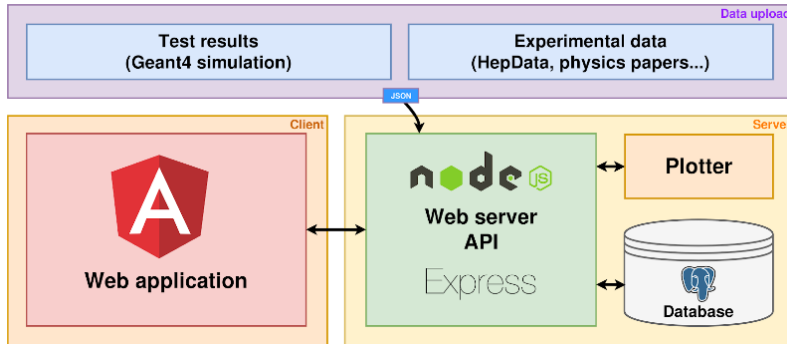 Data upload
Test results
(Geant4 simulation)
Experimental data
(HepData, physics papers...)
JSON
Client
Server
node
JS
Web server
API
Express
Plotter
A
Web application
Database